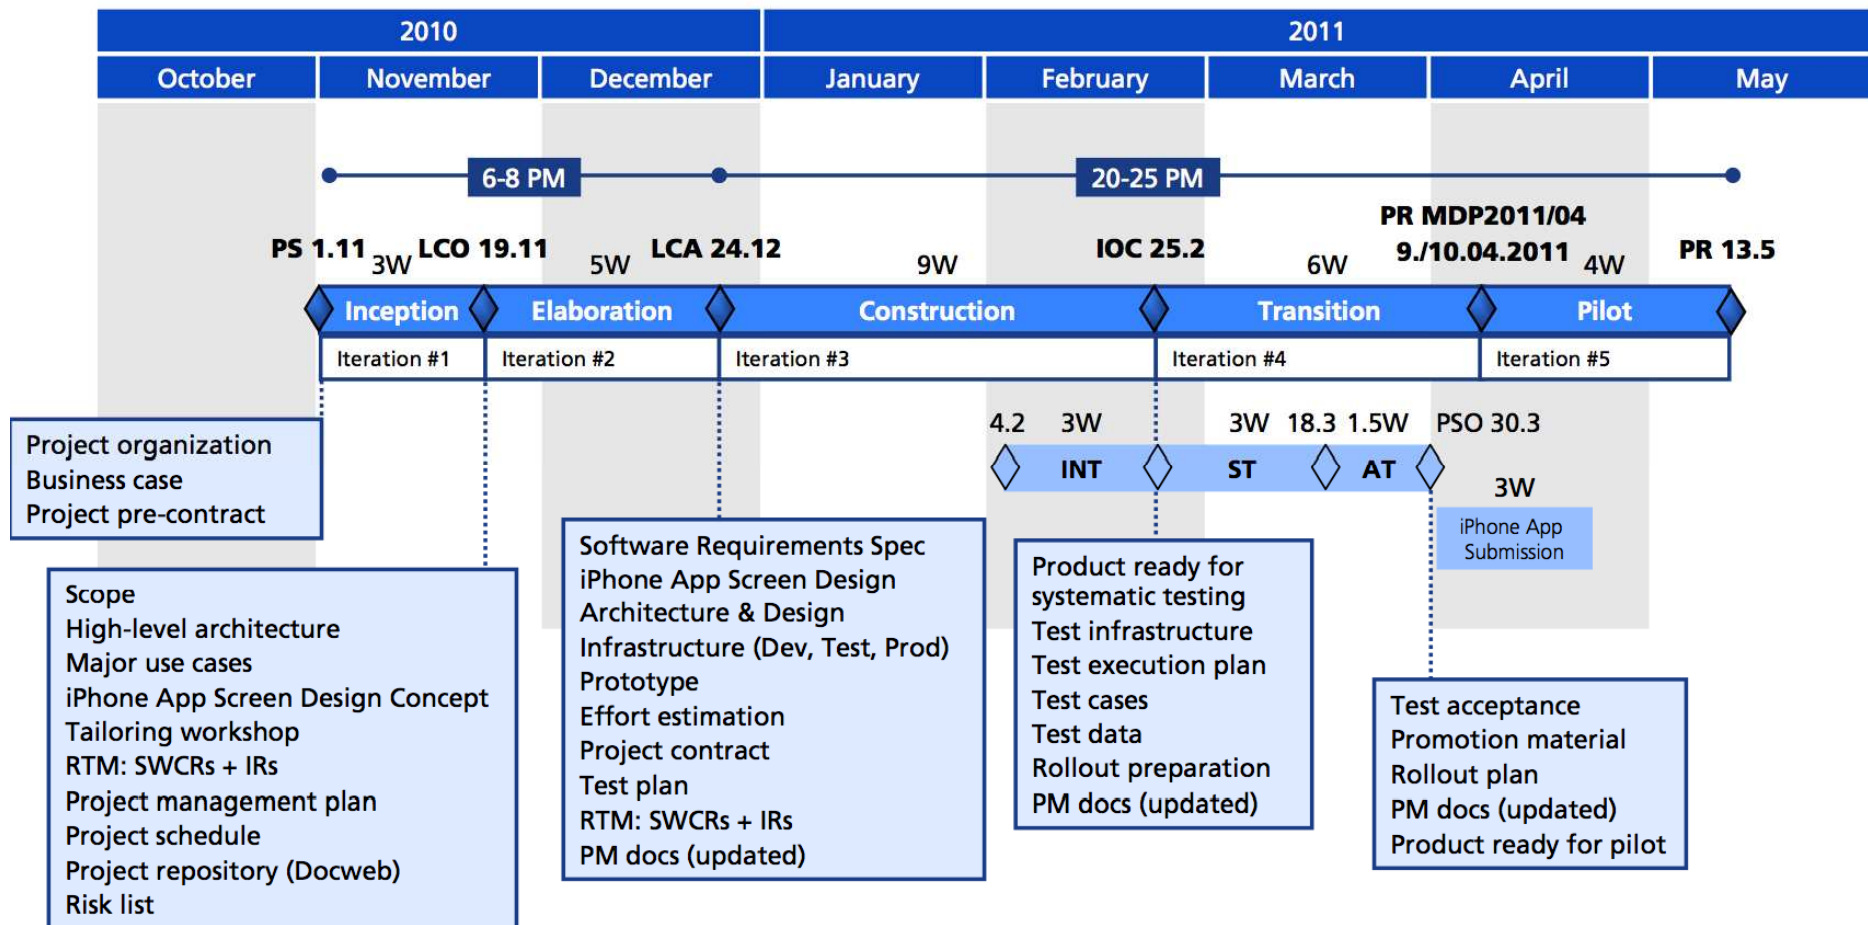 2010
2011
October
November
December
January
February
March
April
May
6-8 PM
20-25 PM
PS 1.11
3W
LCO 19.11
5W
LCA 24.12
9W
IOC 25.2
6W
PR MDP2011/04
9./10.04.2011
4W
PR 13.5
Inception
Elaboration
Construction
Transition
Pilot
Iteration #1
Iteration #2
Iteration #3
Iteration #4
Iteration #5
4.2
3W
3W
18.3
1.5W
PSO 30.3
INT
ST
AT
3W
iPhone App
Submission
Project organization
Business case
Project pre-contract
Scope
High-level architecture
Major use cases
iPhone App Screen Design Concept
Tailoring workshop
RTM: SWCRs + IRs
Project management plan
Project schedule
Project repository (Docweb)
Risk list
Software Requirements Spec
iPhone App Screen Design
Architecture & Design
Infrastructure (Dev, Test, Prod)
Prototype
Effort estimation
Project contract
Test plan
RTM: SWCRs + IRs
PM docs (updated)
Product ready for
systematic testing
Test infrastructure
Test execution plan
Test cases
Test data
Rollout preparation
PM docs (updated)
Test acceptance
Promotion material
Rollout plan
PM docs (updated)
Product ready for pilot